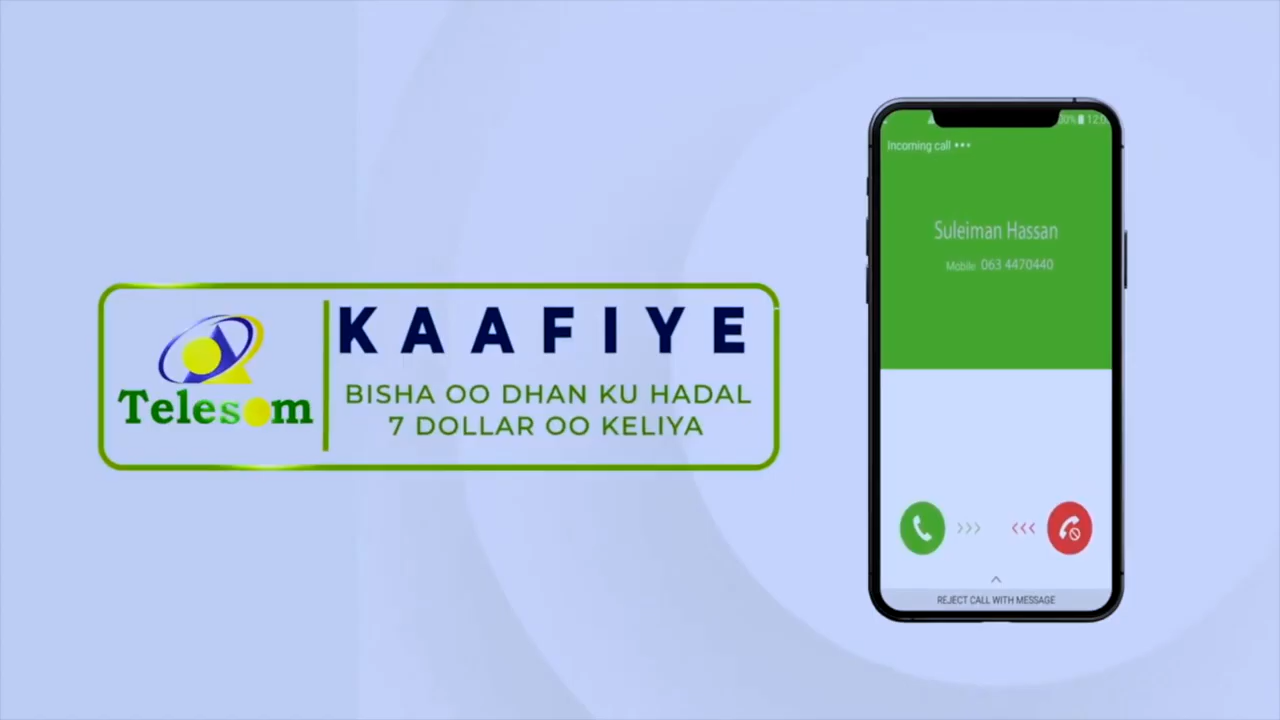 Telesom
KAAFIYE
BISHA OO DHAN KU HADAL
7 DOLLAR OO KELIYA
Incoming call •••
Suleiman Hassan
Mobile 063 4470440
REJECT CALL WITH MESSAGE